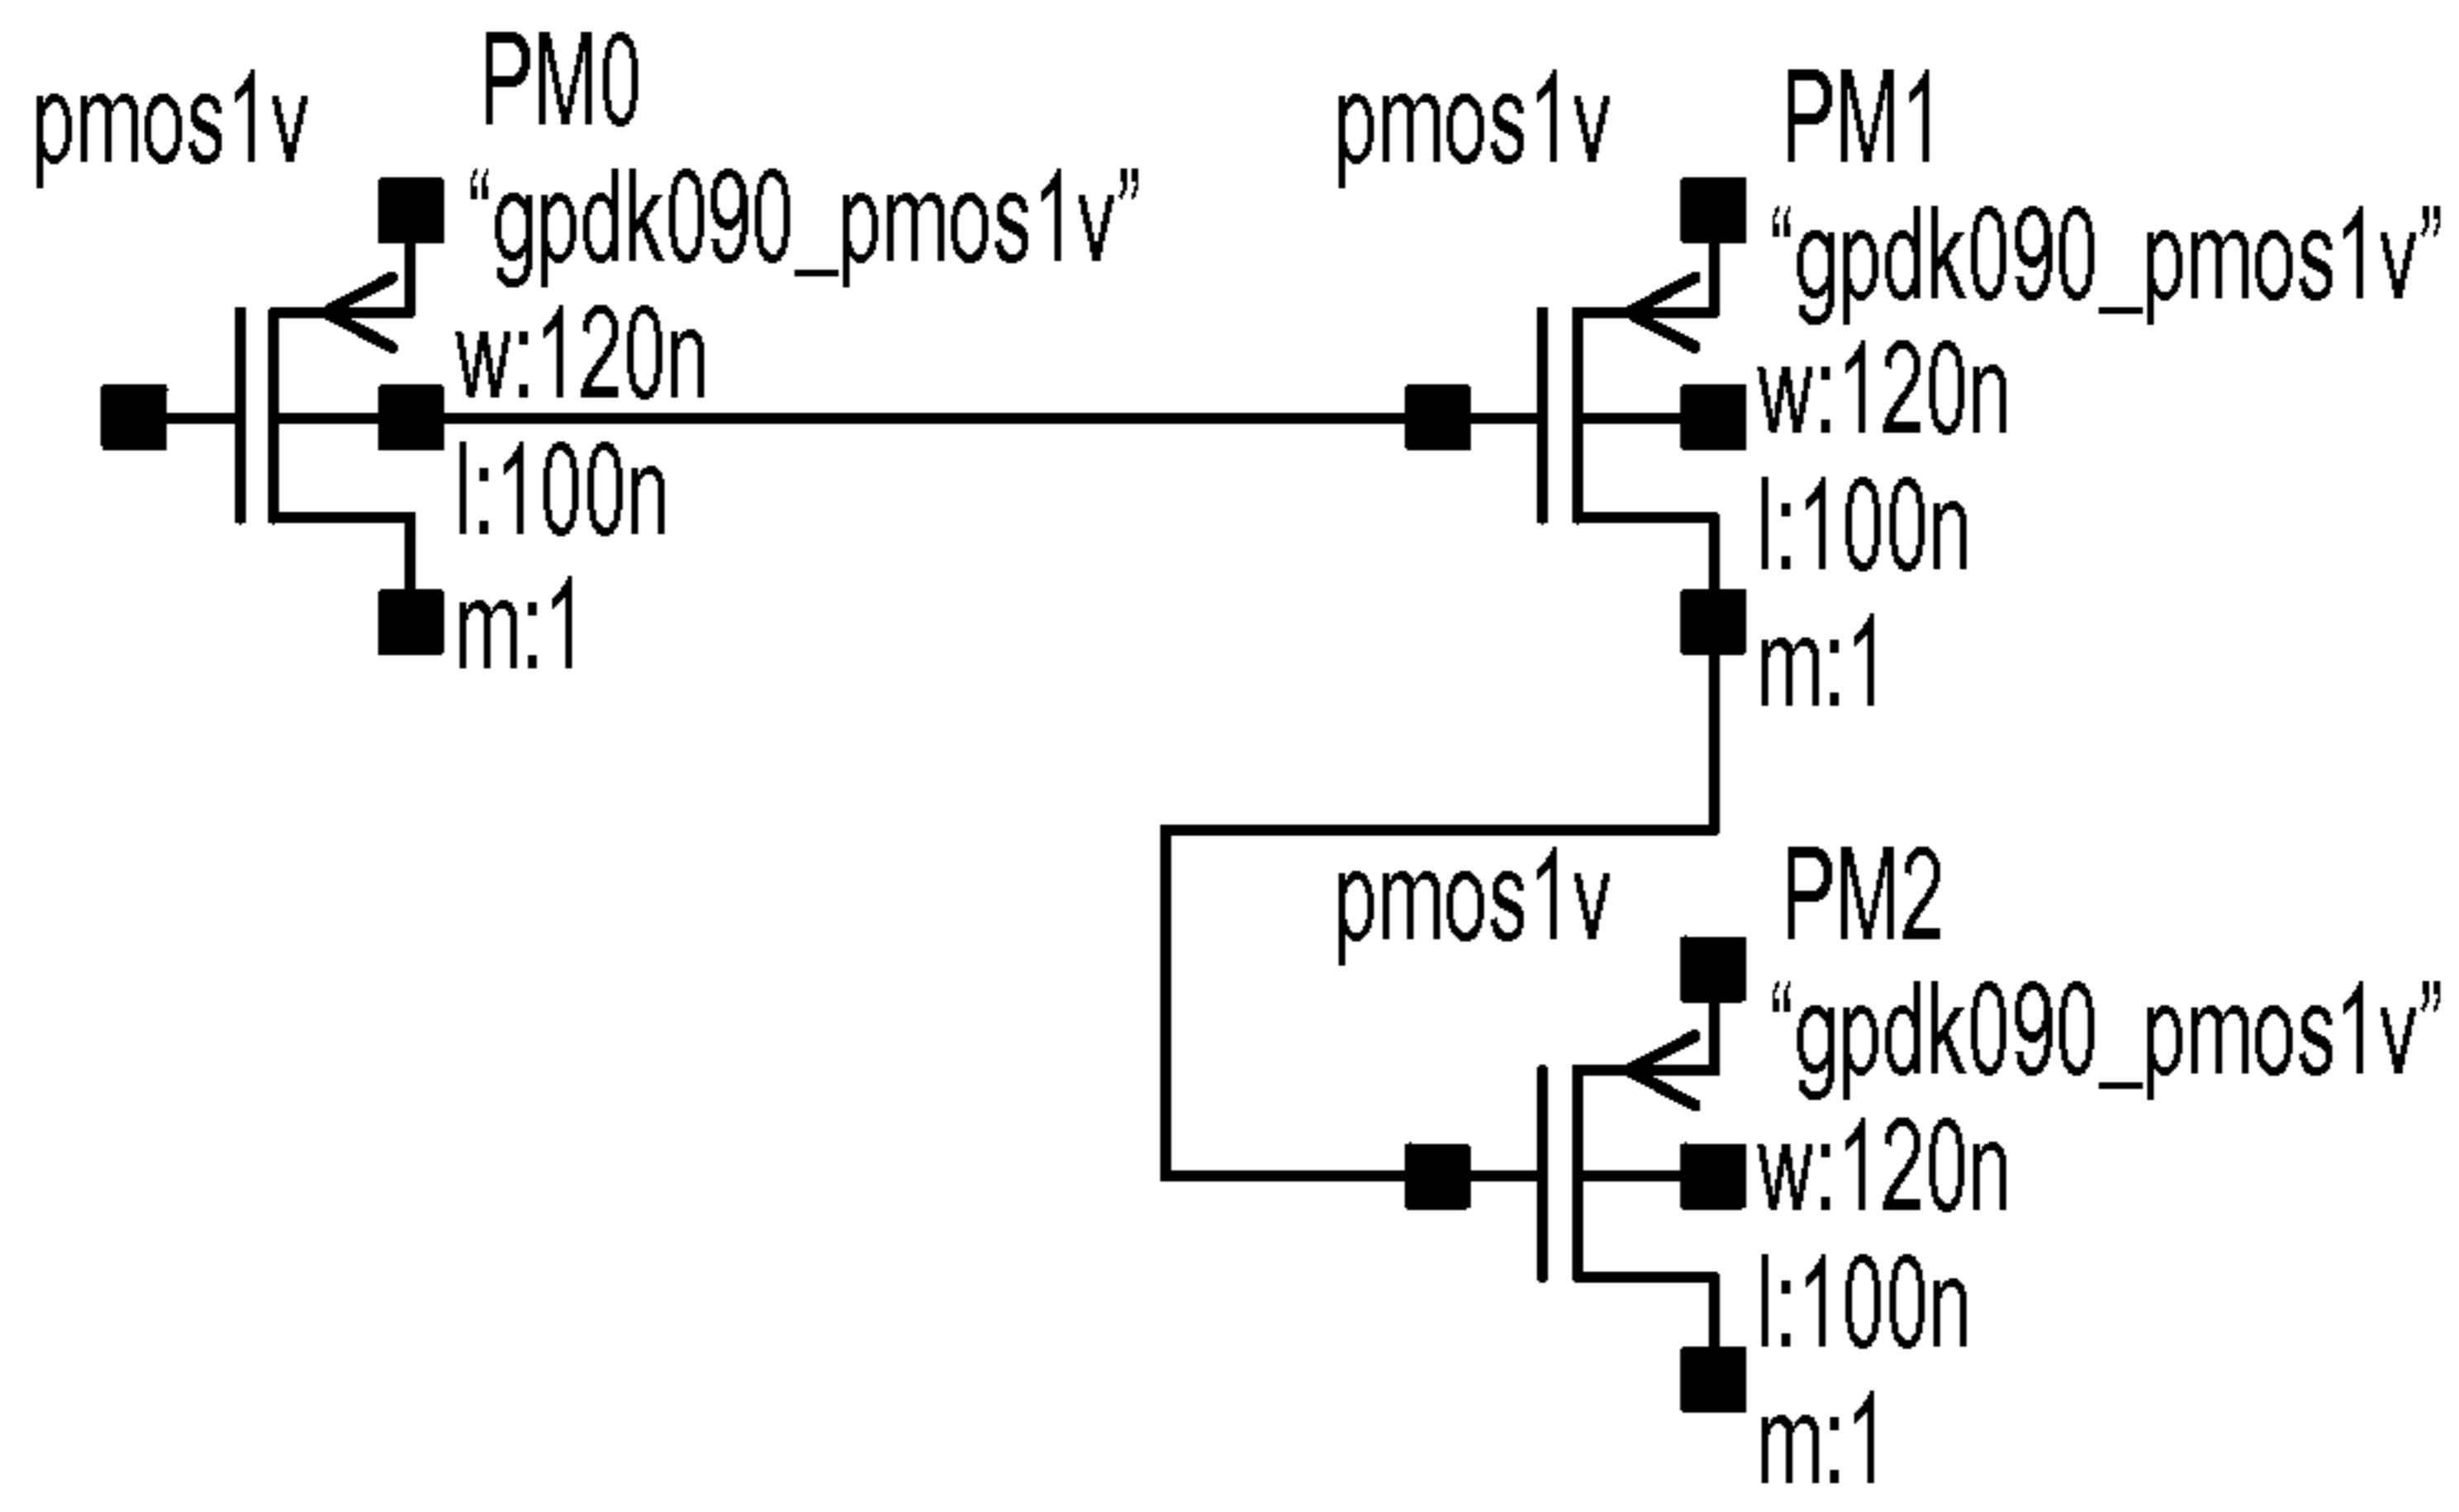 pmos1v
PM0
“gpdk090_pmos1v”
w:120n
l:100n
m:1
pmos1v
PM1
“gpdk090_pmos1v”
w:120n
l:100n
m:1
pmos1v
PM2
“gpdk090_pmos1v”
w:120n
l:100n
m:1